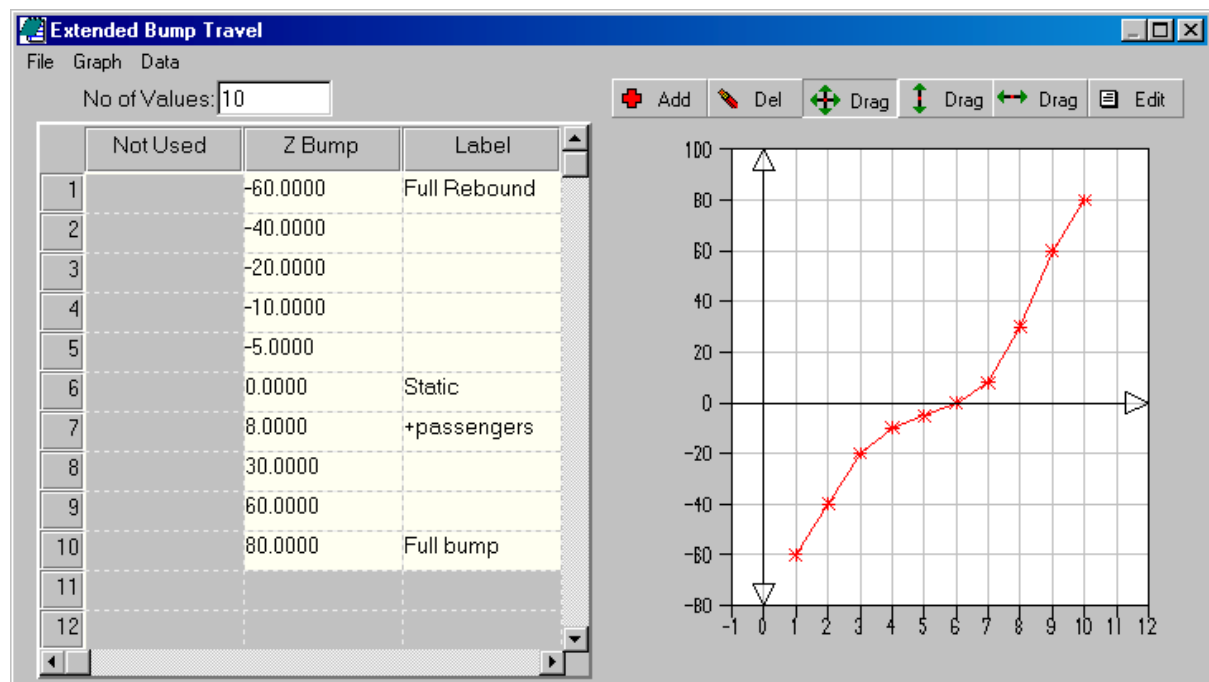 Extended Bump Travel
File Graph Data
No of Values: 10
Add Del Drag Drag Drag Edit
Not Used Z Bump Label
1 -60.0000 Full Rebound
2 -40.0000
3 -20.0000
4 -10.0000
5 -5.0000
6 0.0000 Static
7 8.0000 +passengers
8 30.0000
9 60.0000
10 80.0000 Full bump
11
12
100
80
60
40
20
0
-20
-40
-60
-80
-1 0 1 2 3 4 5 6 7 8 9 10 11 12